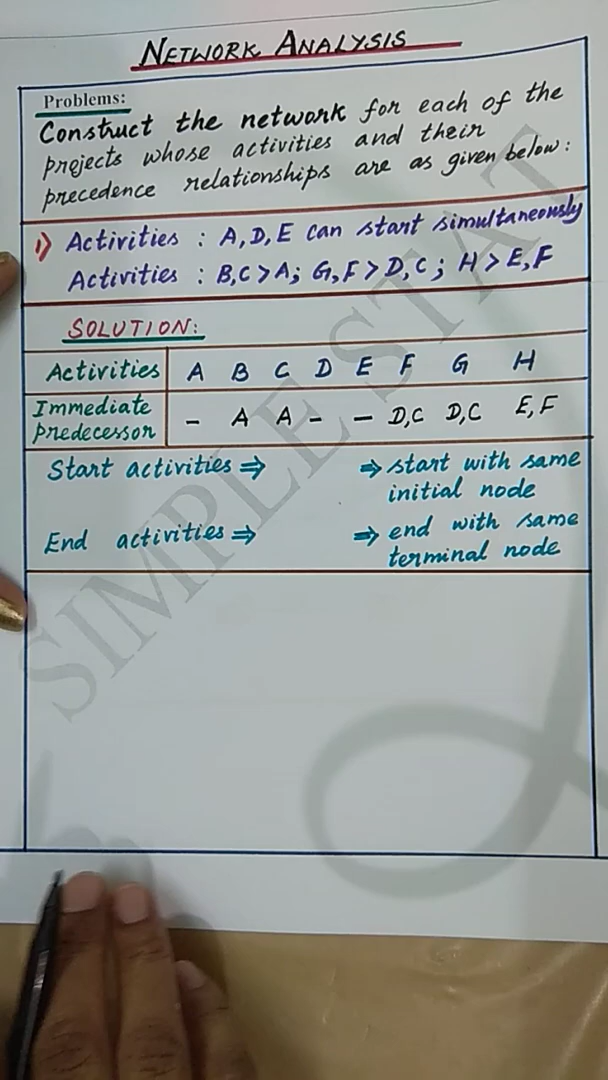 NETWORK ANALYSIS
Problems:
Construct the network for each of the
projects whose activities and their
precedence relationships are as given below:
1) Activities : A, D, E can start simultaneously
Activities : B, C > A; G, F > D, C; H > E, F
SOLUTION:
Activities A B C D E F G H
Immediate
predecessor - A A - - D,C D,C E, F
Start activities ⇒ ⇒ start with same
initial node
End activities ⇒ ⇒ end with same
terminal node
SIMPLE STAT